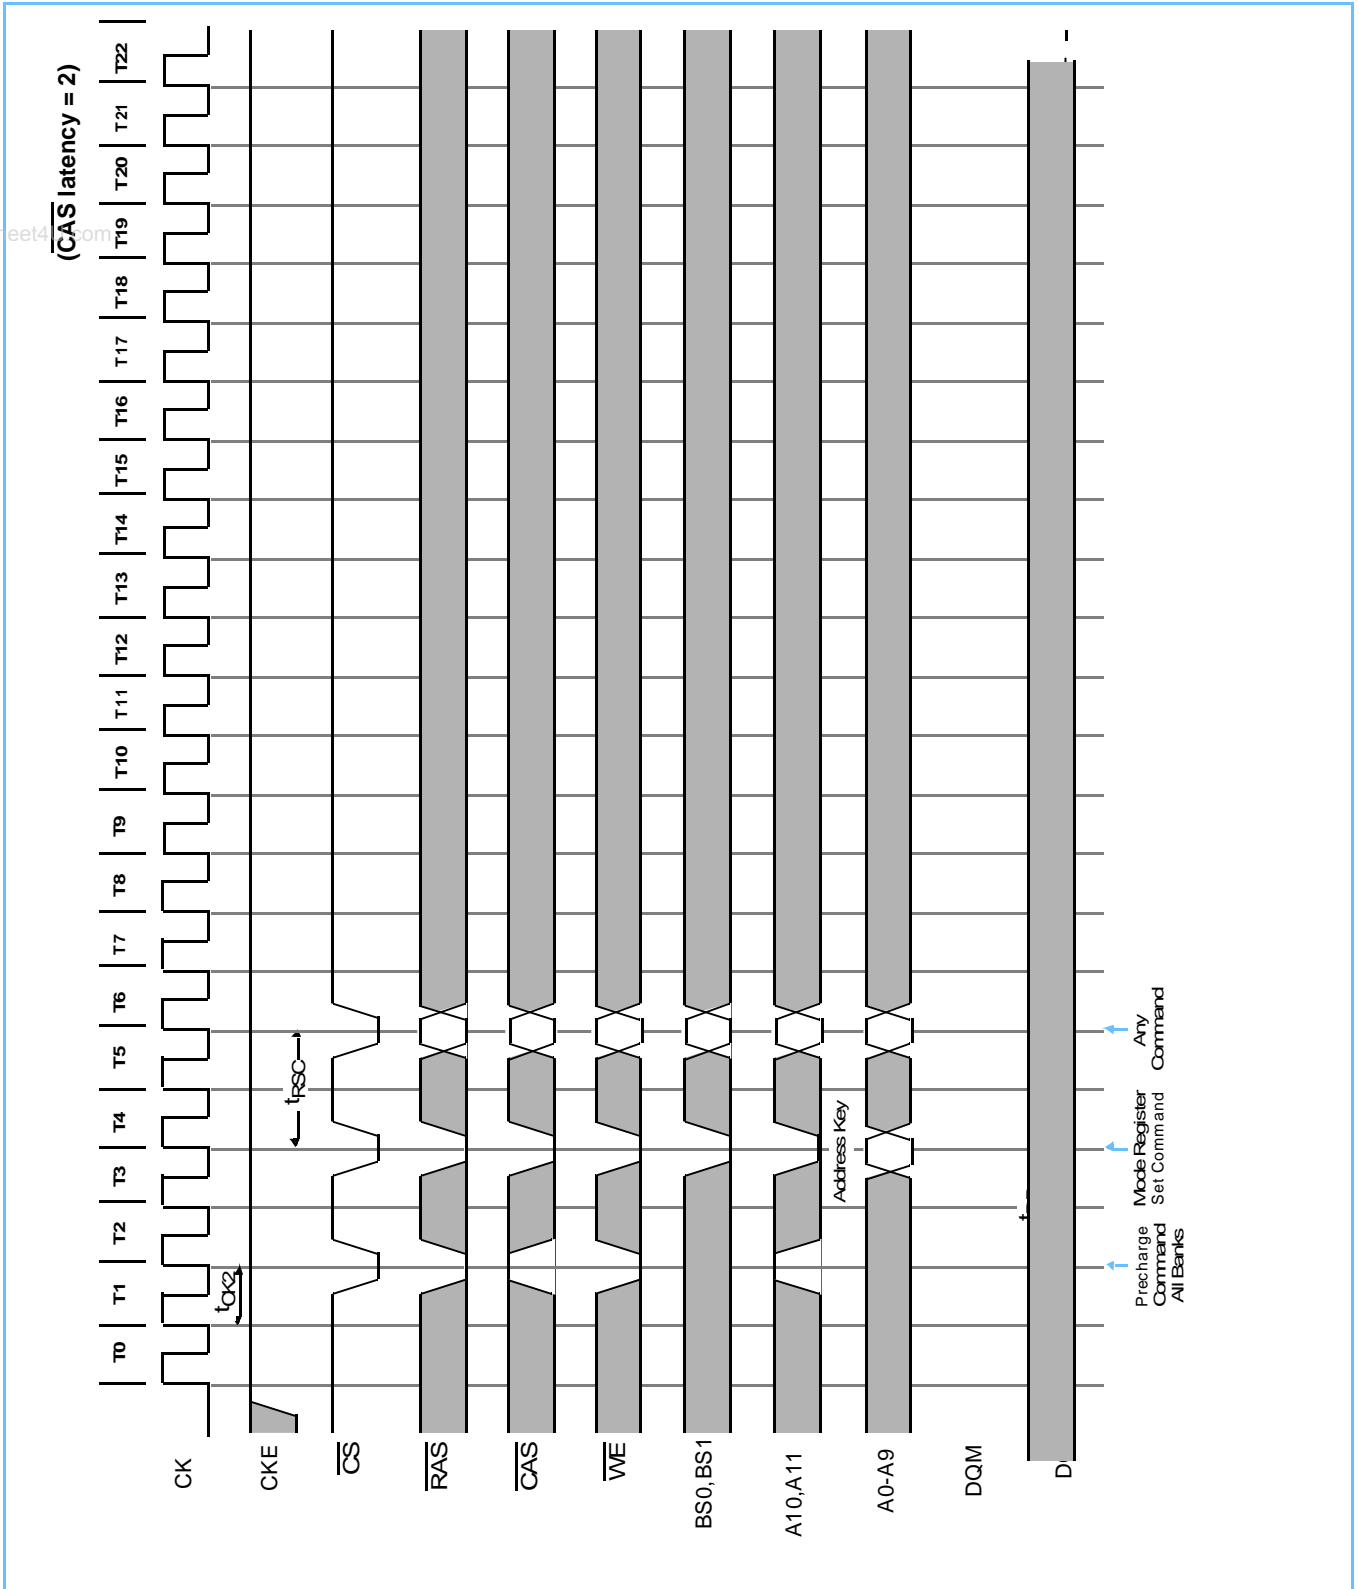 (CAS latency = 2)
eet4U.com
T0 T1 T2 T3 T4 T5 T6 T7 T8 T9 T10 T11 T12 T13 T14 T15 T16 T17 T18 T19 T20 T21 T22
CK
tCK2
CKE
tRSC
CS
RAS
CAS
WE
BS0,BS1
A10,A11
Address Key
A0-A9
DQM
Precharge
Command
All Banks
Mode Register
Set Command
Any
Command